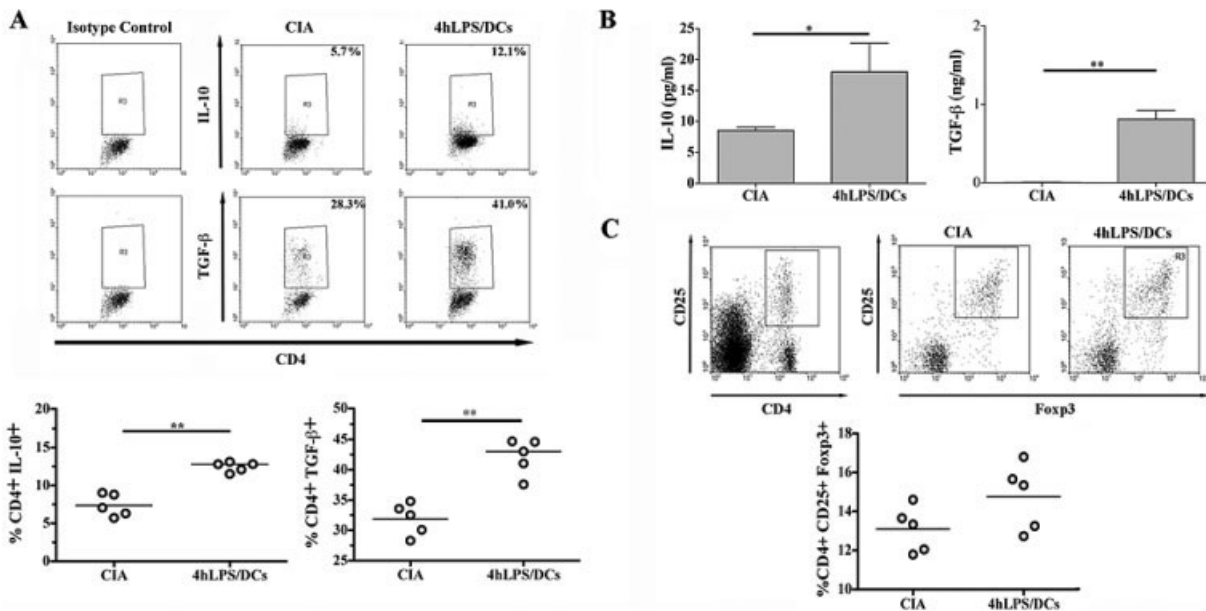 A
Isotype Control
CIA
4hLPS/DCs
5.7%
12.1%
IL-10
R3
R3
R3
28.3%
41.0%
TGF-β
R3
R3
CD4
% CD4+ IL-10+
20
15
10
5
0
**
CIA
4hLPS/DCs
% CD4+ TGF-β+
50
45
40
35
30
25
**
CIA
4hLPS/DCs
B
IL-10 (pg/ml)
25
20
15
10
5
0
*
CIA
4hLPS/DCs
TGF-β (ng/ml)
2
1
0
**
CIA
4hLPS/DCs
C
CIA
4hLPS/DCs
CD25
CD25
R3
CD4
Foxp3
%CD4+ CD25+ Foxp3+
18
16
14
12
10
CIA
4hLPS/DCs